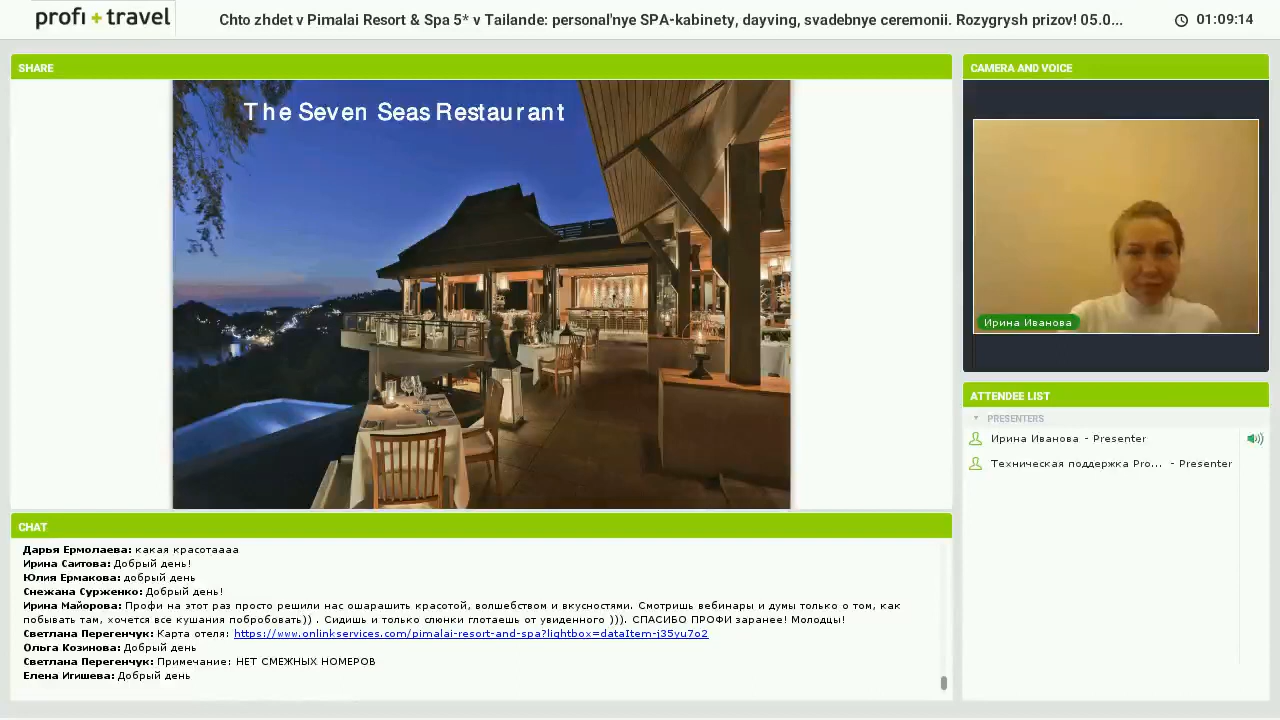 profi + travel
Chto zhdet v Pimalai Resort & Spa 5* v Tailande: personal'nye SPA-kabinety, dayving, svadebnye ceremonii. Rozygrysh prizov! 05.0...
01:09:14
SHARE
The Seven Seas Restaurant
CAMERA AND VOICE
Ирина Иванова
ATTENDEE LIST
PRESENTERS
Ирина Иванова - Presenter
Техническая поддержка Pro... - Presenter
CHAT
Дарья Ермолаева: какая красотаааа
Ирина Саитова: Добрый день!
Юлия Ермакова: добрый день
Снежана Сурженко: Добрый день!
Ирина Майорова: Профи на этот раз просто решили нас ошарашить красотой, волшебством и вкусностями. Смотришь вебинары и думы только о том, как
побывать там, хочется все кушания побробовать)) . Сидишь и только слюнки глотаешь от увиденного ))). СПАСИБО ПРОФИ заранее! Молодцы!
Светлана Перегенчук: Карта отеля: https://www.onlinkservices.com/pimalai-resort-and-spa?lightbox=dataItem-j35yu7o2
Ольга Козинова: Добрый день
Светлана Перегенчук: Примечание: НЕТ СМЕЖНЫХ НОМЕРОВ
Елена Игишева: Добрый день